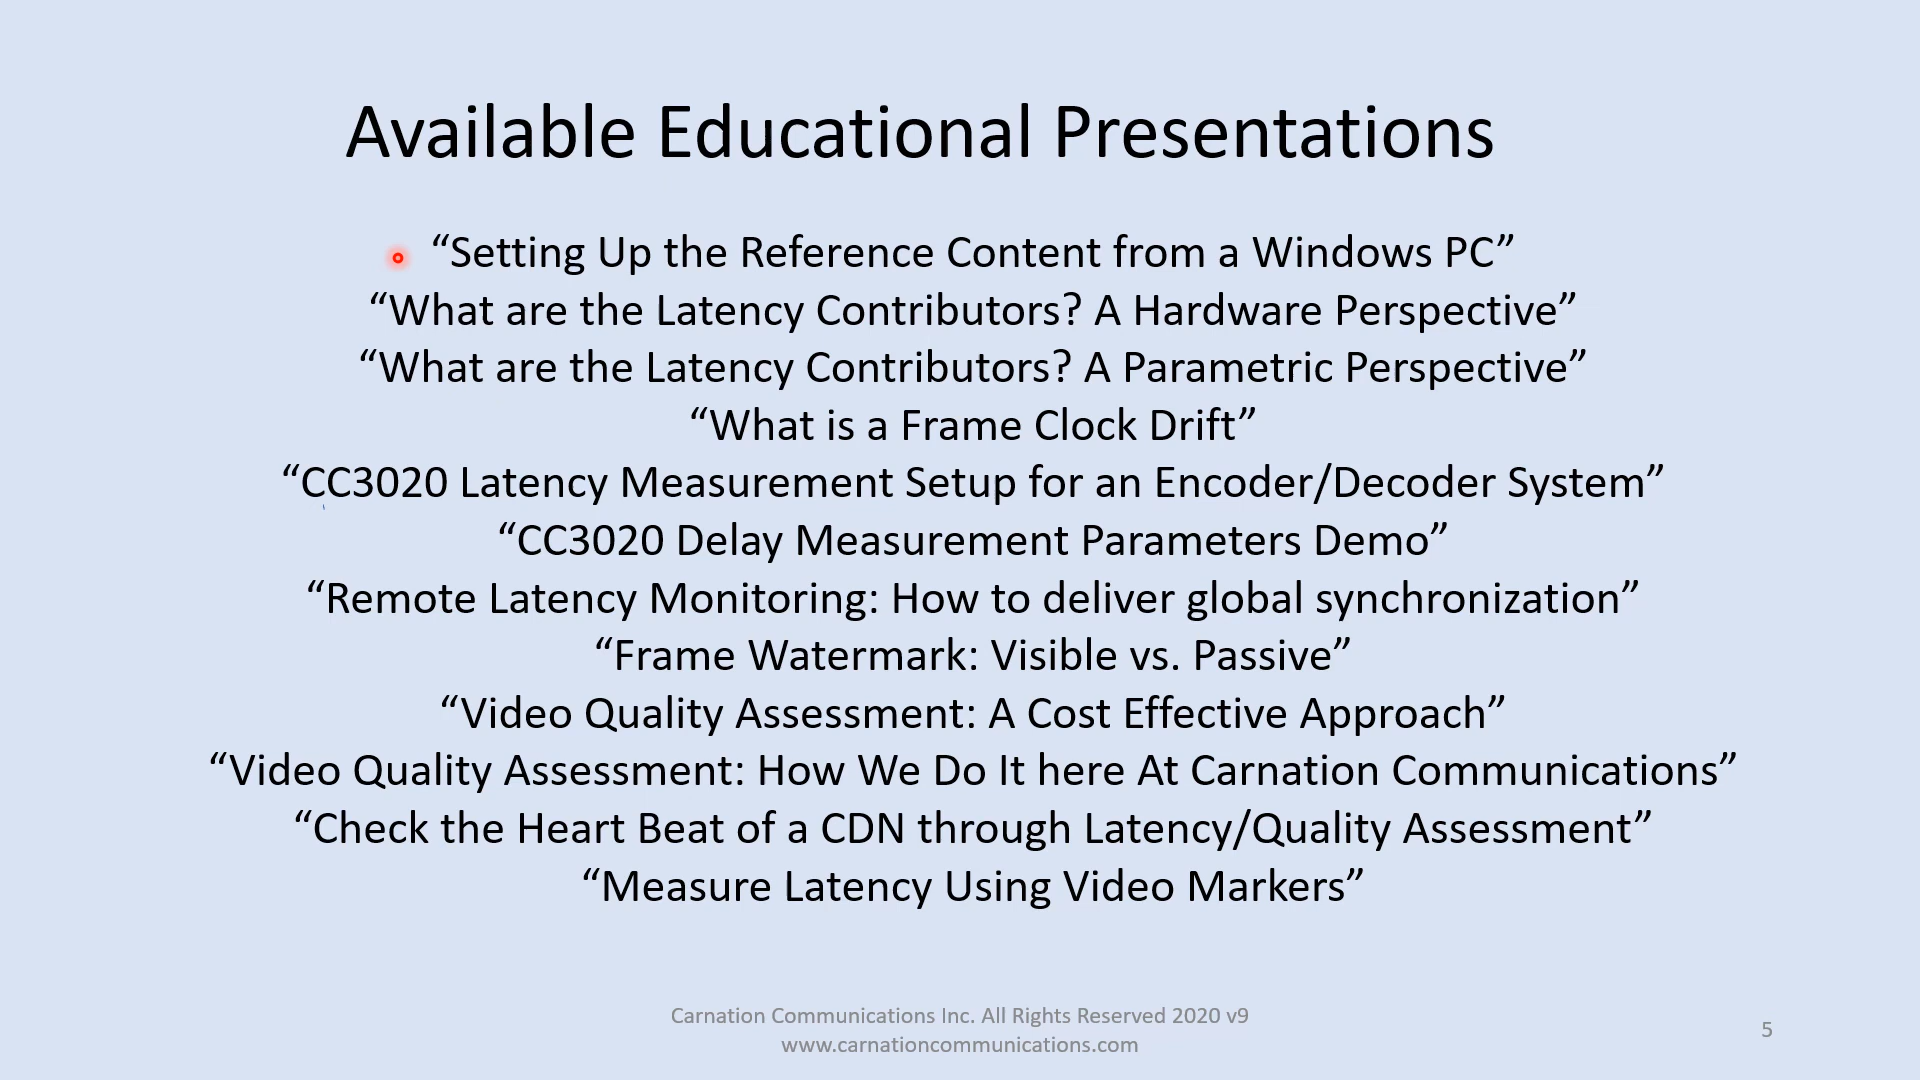 Available Educational Presentations
“Setting Up the Reference Content from a Windows PC”
“What are the Latency Contributors? A Hardware Perspective”
“What are the Latency Contributors? A Parametric Perspective”
“What is a Frame Clock Drift”
“CC3020 Latency Measurement Setup for an Encoder/Decoder System”
“CC3020 Delay Measurement Parameters Demo”
“Remote Latency Monitoring: How to deliver global synchronization”
“Frame Watermark: Visible vs. Passive”
“Video Quality Assessment: A Cost Effective Approach”
“Video Quality Assessment: How We Do It here At Carnation Communications”
“Check the Heart Beat of a CDN through Latency/Quality Assessment”
“Measure Latency Using Video Markers”
Carnation Communications Inc. All Rights Reserved 2020 v9
www.carnationcommunications.com
5